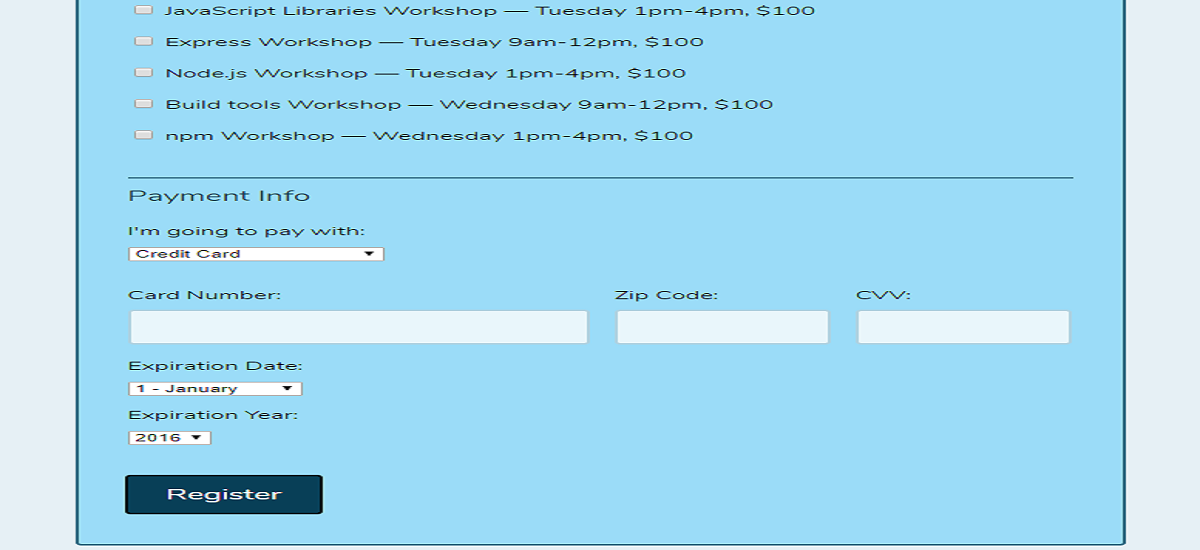 JavaScript Libraries Workshop — Tuesday 1pm-4pm, $100
Express Workshop — Tuesday 9am-12pm, $100
Node.js Workshop — Tuesday 1pm-4pm, $100
Build tools Workshop — Wednesday 9am-12pm, $100
npm Workshop — Wednesday 1pm-4pm, $100
Payment Info
I'm going to pay with:
Credit Card
Card Number: Zip Code: CVV:
Expiration Date:
1 - January
Expiration Year:
2016
Register